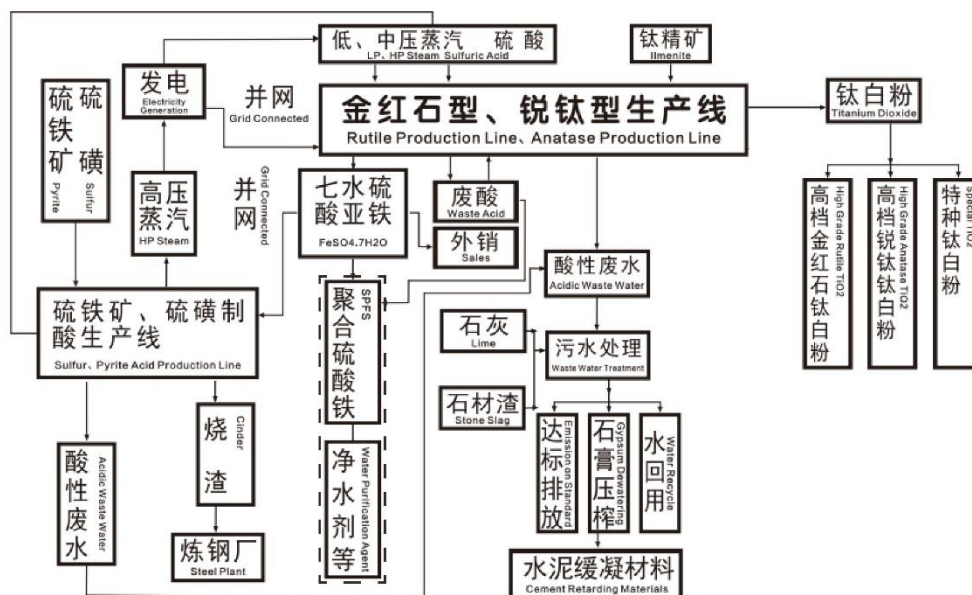 低、中压蒸汽 硫酸
LP、HP Steam Sulfuric Acid
钛精矿
Ilmenite
发电
Electricity
Generation
并网
Grid Connected
硫铁矿
Pyrite
硫磺
Sulfur
金红石型、锐钛型生产线
Rutile Production Line、Anatase Production Line
钛白粉
Titanium Dioxide
高压
蒸汽
HP Steam
并网
Grid Connected
七水硫
酸亚铁
FeSO4.7H2O
废酸
Waste Acid
外销
Sales
高档金红石钛白粉
High Grade Rutile TiO2
高档锐钛钛白粉
High Grade Anatase TiO2
特种钛白粉
Special TiO2
酸性废水
Acidic Waste Water
硫铁矿、硫磺制
酸生产线
Sulfur、Pyrite Acid Production Line
聚合硫酸铁
SPFS
石灰
Lime
污水处理
Waste Water Treatment
石材渣
Stone Slag
烧渣
Cinder
酸性废水
Acidic Waste Water
净水剂等
Water Purification Agent
达标排放
Emission on Standard
石膏压榨
Gypsum Dewatering
水回用
Water Recycle
炼钢厂
Steel Plant
水泥缓凝材料
Cement Retarding Materials